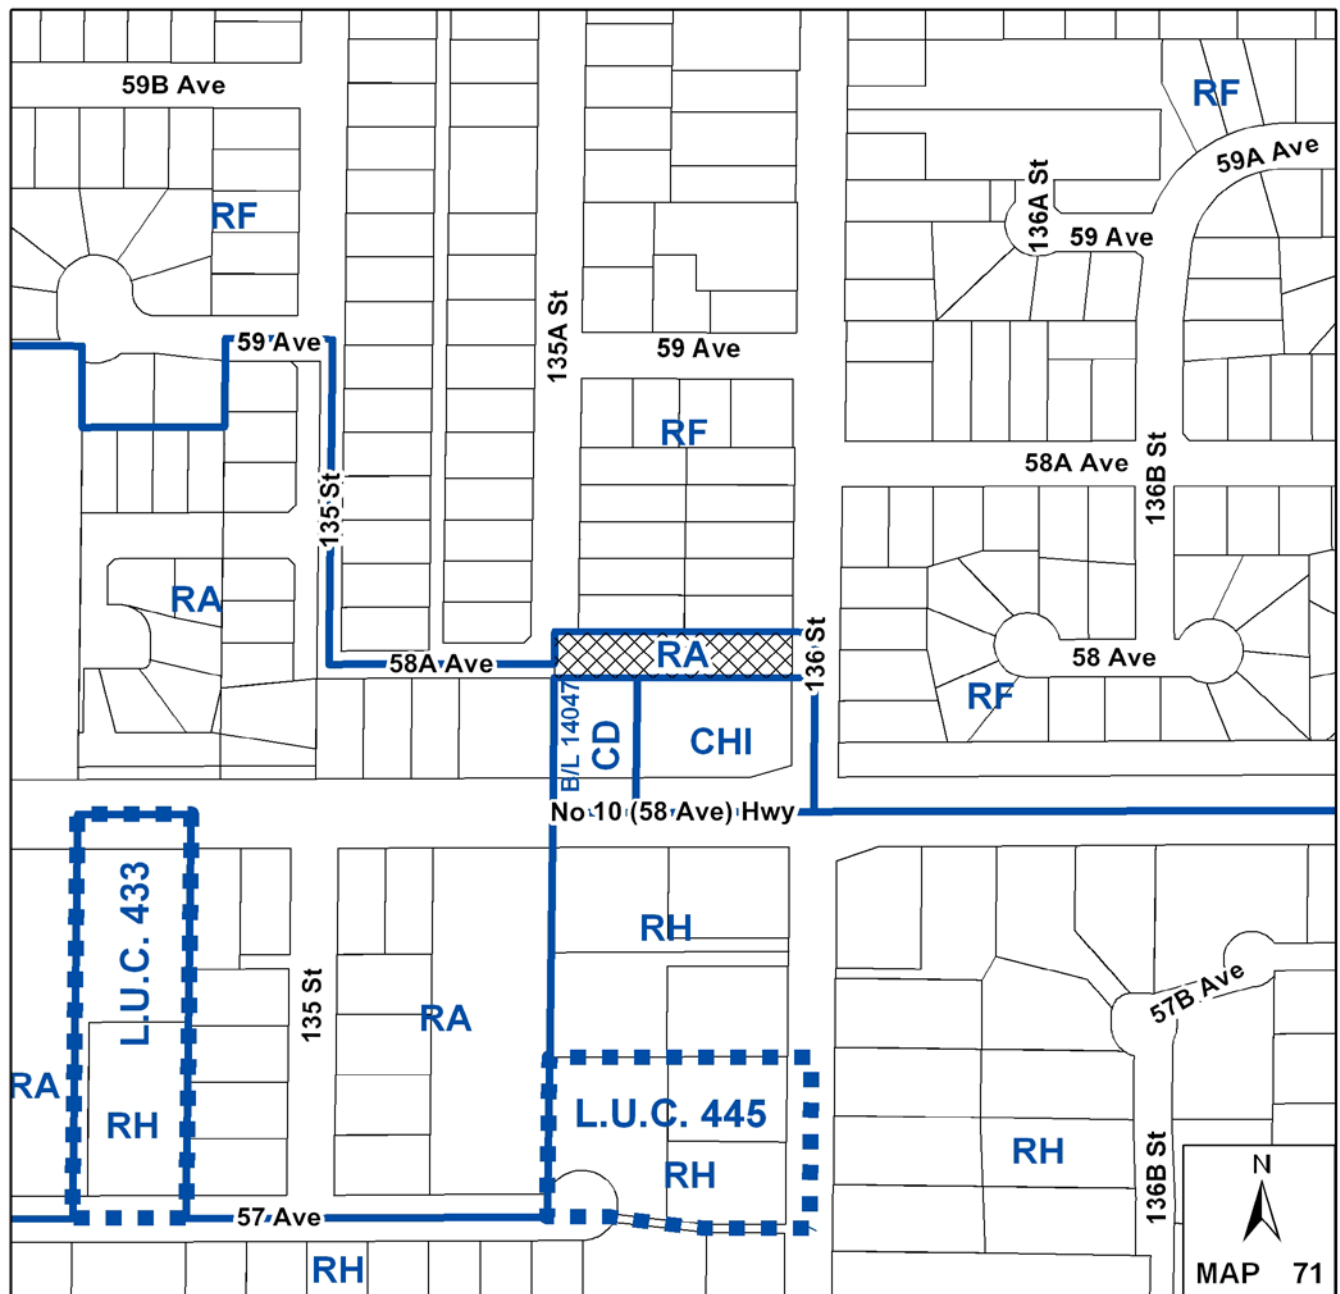 59B Ave
RF
59A Ave
136A St
RF
59 Ave
135A St
59 Ave
59 Ave
RF
58A Ave
136B St
135 St
RA
136 St
RA
58A Ave
58 Ave
RF
B/L 14047
CD
CHI
No 10 (58 Ave) Hwy
L.U.C. 433
RH
57B Ave
135 St
RA
RA
L.U.C. 445
RH
RH
RH
136B St
N
57 Ave
RH
MAP 71